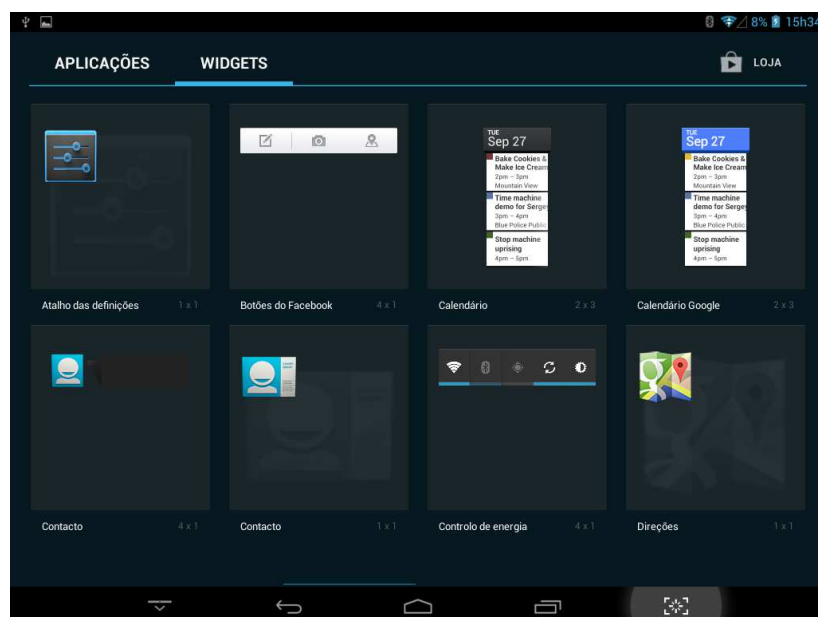 8% 15h34
APLICAÇÕES WIDGETS LOJA
TUE
Sep 27
Bake Cookies &
Make Ice Cream
2pm – 3pm
Mountain View
Time machine
demo for Sergey
3pm – 4pm
Blue Police Public
Stop machine
uprising
4pm – 5pm
TUE
Sep 27
Bake Cookies &
Make Ice Cream
2pm – 3pm
Mountain View
Time machine
demo for Sergey
3pm – 4pm
Blue Police Public
Stop machine
uprising
4pm – 5pm
Atalho das definições 1 x 1
Botões do Facebook 4 x 1
Calendário 2 x 3
Calendário Google 2 x 3
Contacto 4 x 1
Contacto 1 x 1
Controlo de energia 4 x 1
Direções 1 x 1